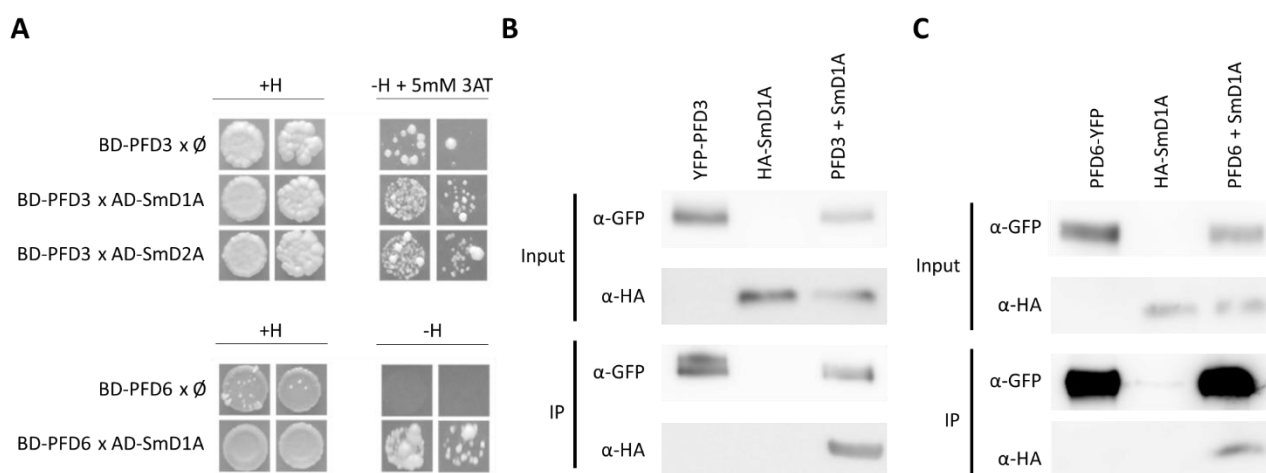 A
+H
-H + 5mM 3AT
BD-PFD3 x Ø
BD-PFD3 x AD-SmD1A
BD-PFD3 x AD-SmD2A
+H
-H
BD-PFD6 x Ø
BD-PFD6 x AD-SmD1A
B
YFP-PFD3
HA-SmD1A
PFD3 + SmD1A
Input
α-GFP
α-HA
IP
α-GFP
α-HA
C
PFD6-YFP
HA-SmD1A
PFD6 + SmD1A
Input
α-GFP
α-HA
IP
α-GFP
α-HA